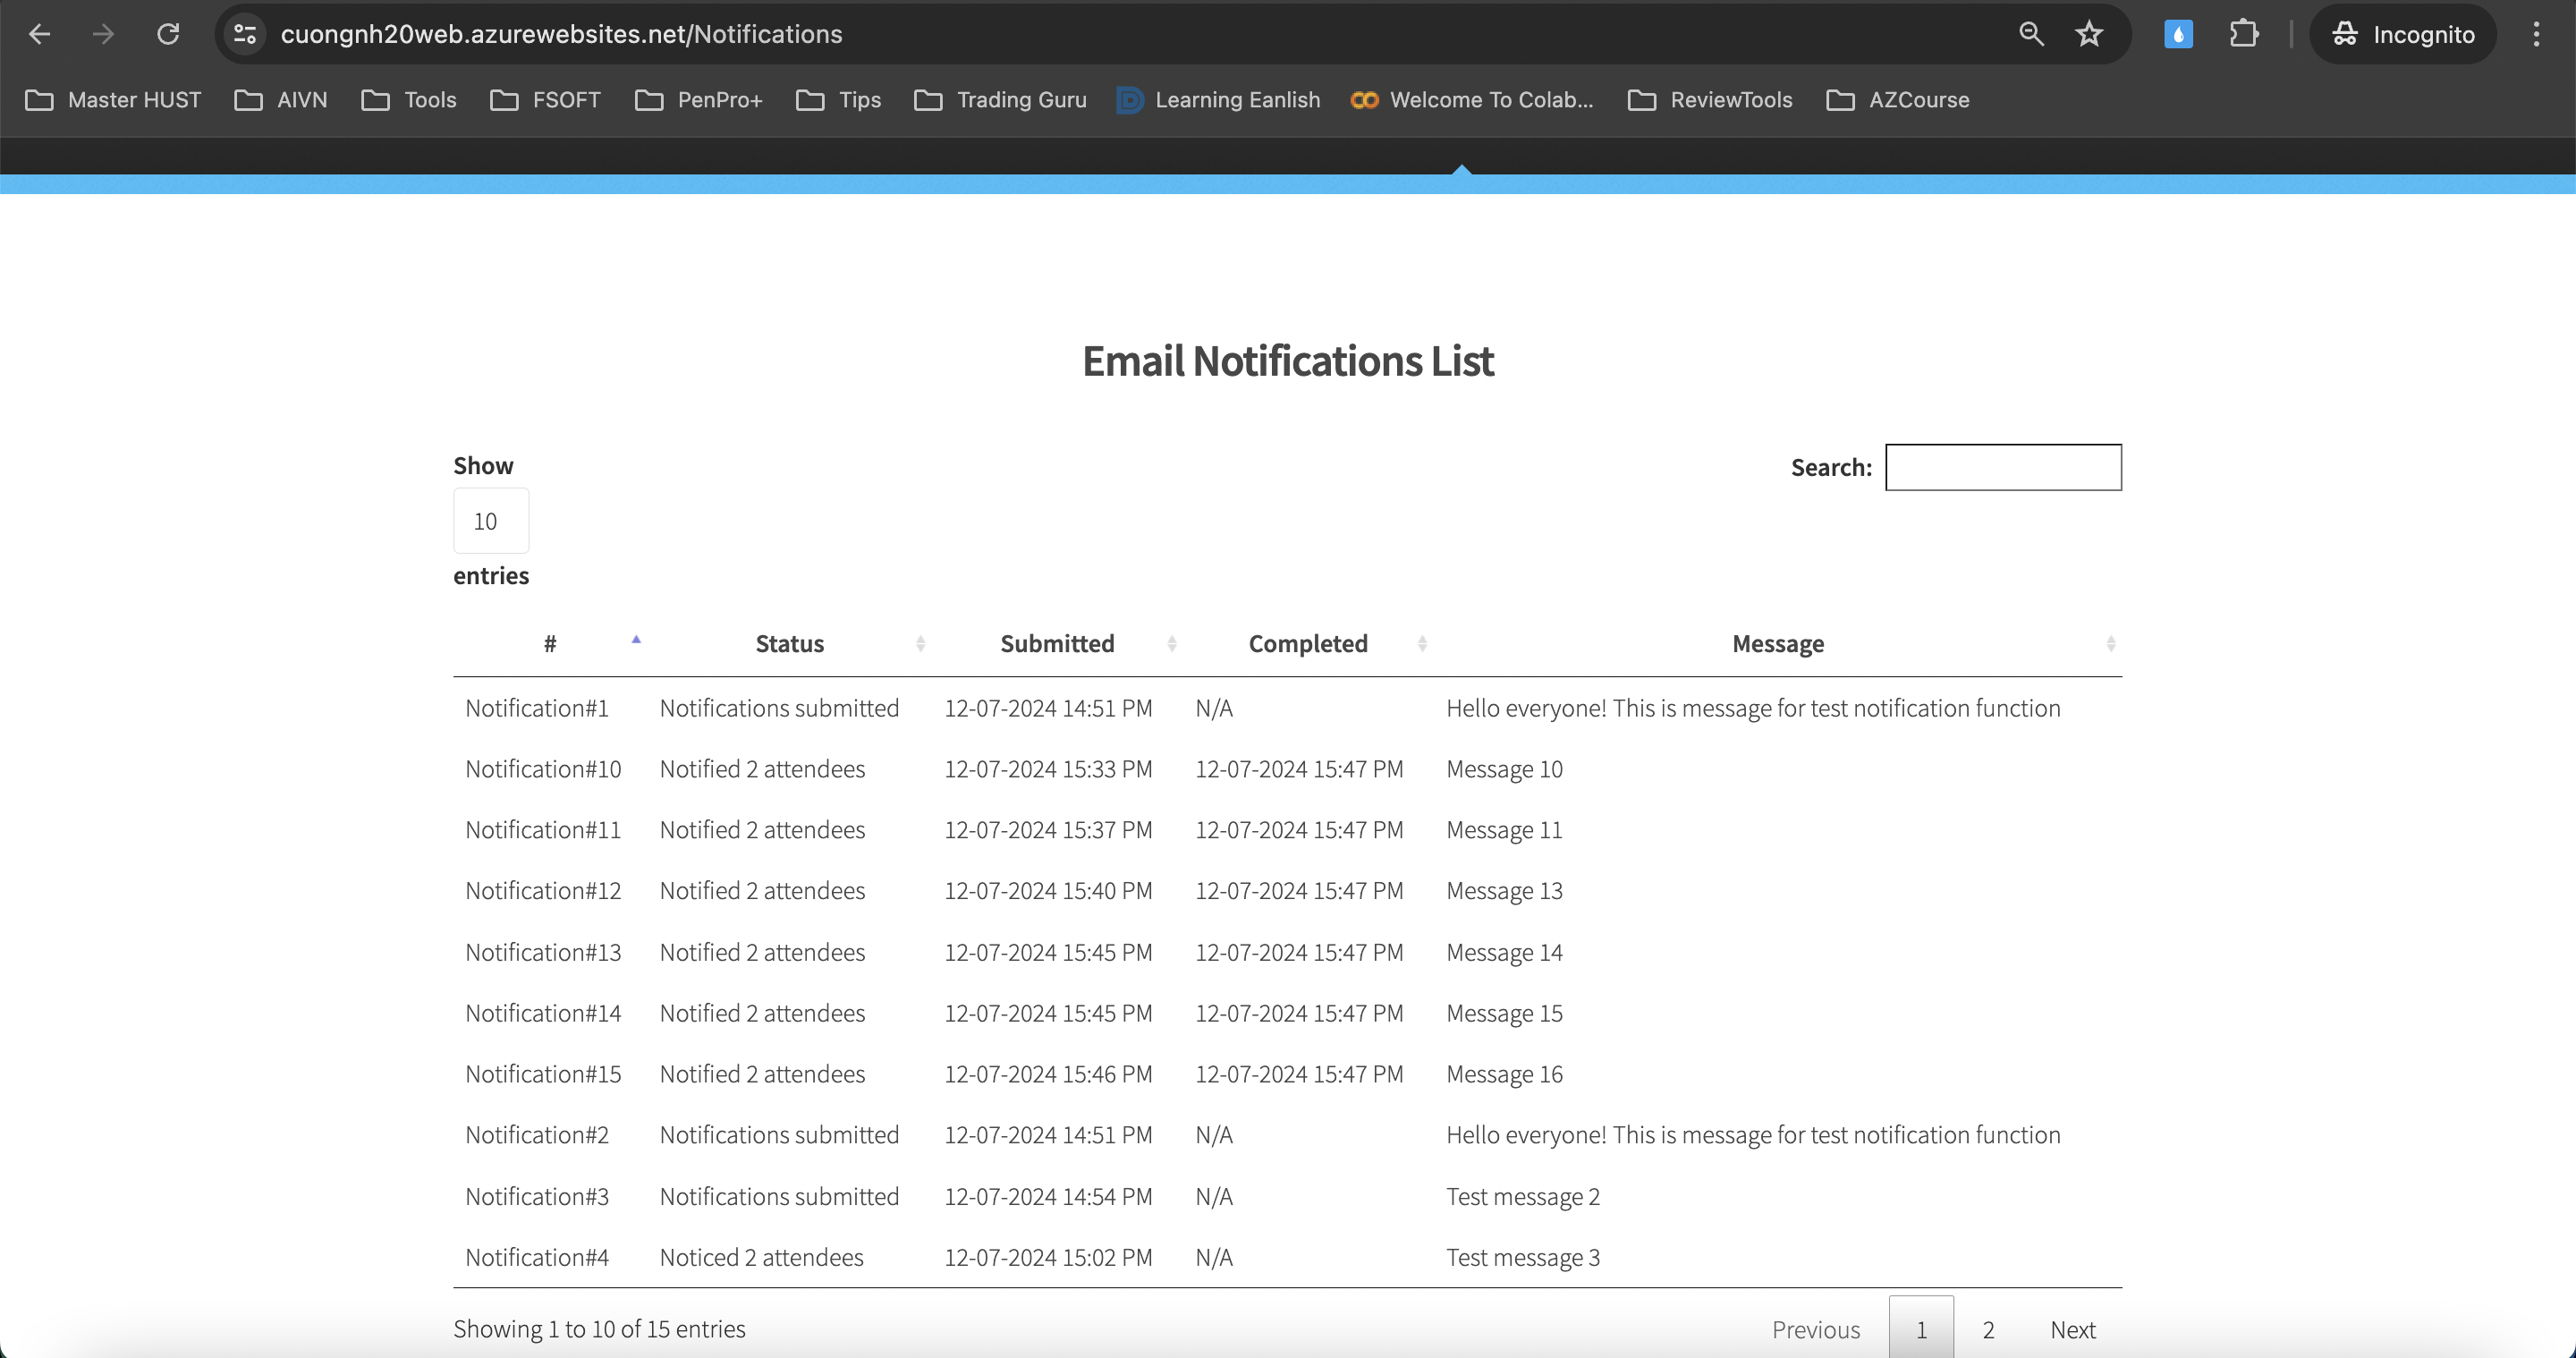 cuongnh20web.azurewebsites.net/Notifications
Incognito
Master HUST AIVN Tools FSOFT PenPro+ Tips Trading Guru Learning Eanlish Welcome To Colab... ReviewTools AZCourse
Email Notifications List
Show
10
entries
Search:
# Status Submitted Completed Message
Notification#1 Notifications submitted 12-07-2024 14:51 PM N/A Hello everyone! This is message for test notification function
Notification#10 Notified 2 attendees 12-07-2024 15:33 PM 12-07-2024 15:47 PM Message 10
Notification#11 Notified 2 attendees 12-07-2024 15:37 PM 12-07-2024 15:47 PM Message 11
Notification#12 Notified 2 attendees 12-07-2024 15:40 PM 12-07-2024 15:47 PM Message 13
Notification#13 Notified 2 attendees 12-07-2024 15:45 PM 12-07-2024 15:47 PM Message 14
Notification#14 Notified 2 attendees 12-07-2024 15:45 PM 12-07-2024 15:47 PM Message 15
Notification#15 Notified 2 attendees 12-07-2024 15:46 PM 12-07-2024 15:47 PM Message 16
Notification#2 Notifications submitted 12-07-2024 14:51 PM N/A Hello everyone! This is message for test notification function
Notification#3 Notifications submitted 12-07-2024 14:54 PM N/A Test message 2
Notification#4 Noticed 2 attendees 12-07-2024 15:02 PM N/A Test message 3
Showing 1 to 10 of 15 entries
Previous 1 2 Next